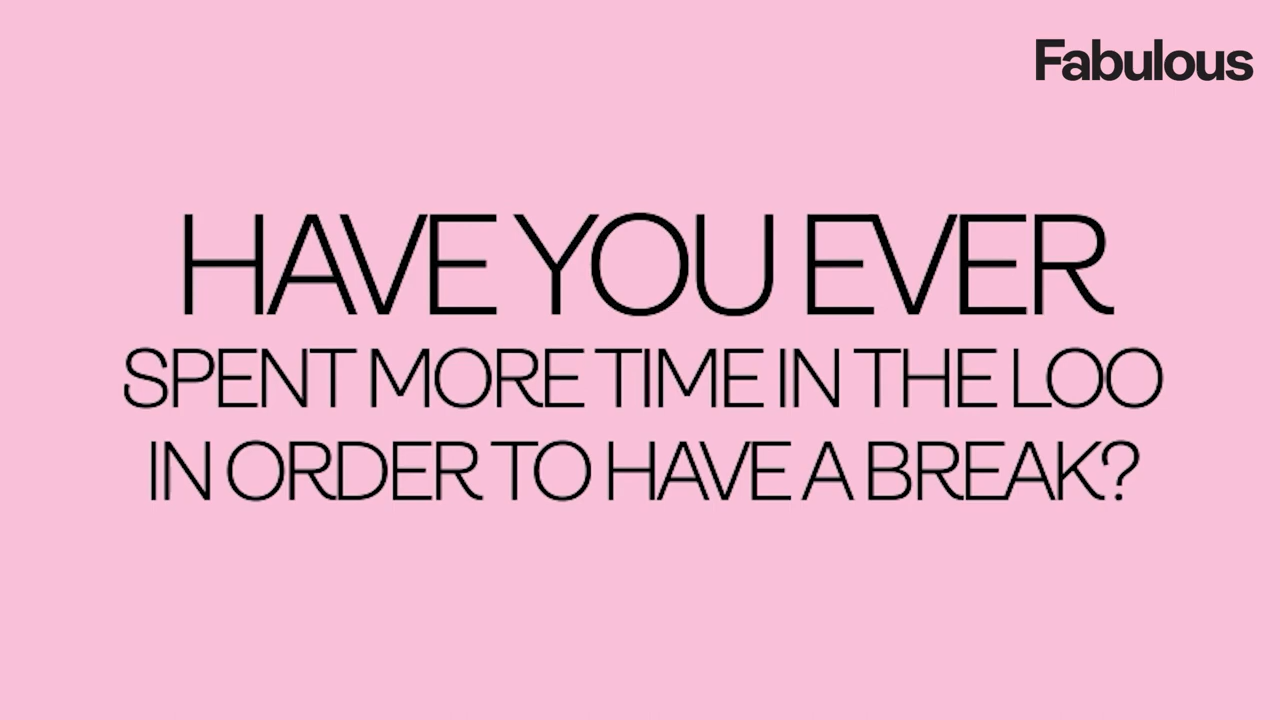 Fabulous
HAVE YOU EVER
SPENT MORE TIME IN THE LOO
IN ORDER TO HAVE A BREAK?